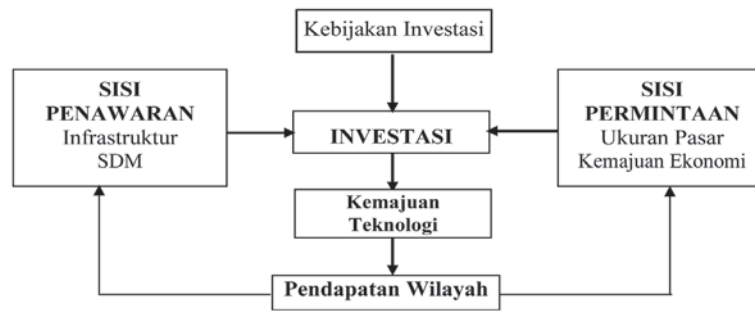 Kebijakan Investasi
SISI
PENAWARAN
Infrastruktur
SDM
INVESTASI
SISI
PERMINTAAN
Ukuran Pasar
Kemajuan Ekonomi
Kemajuan
Teknologi
Pendapatan Wilayah